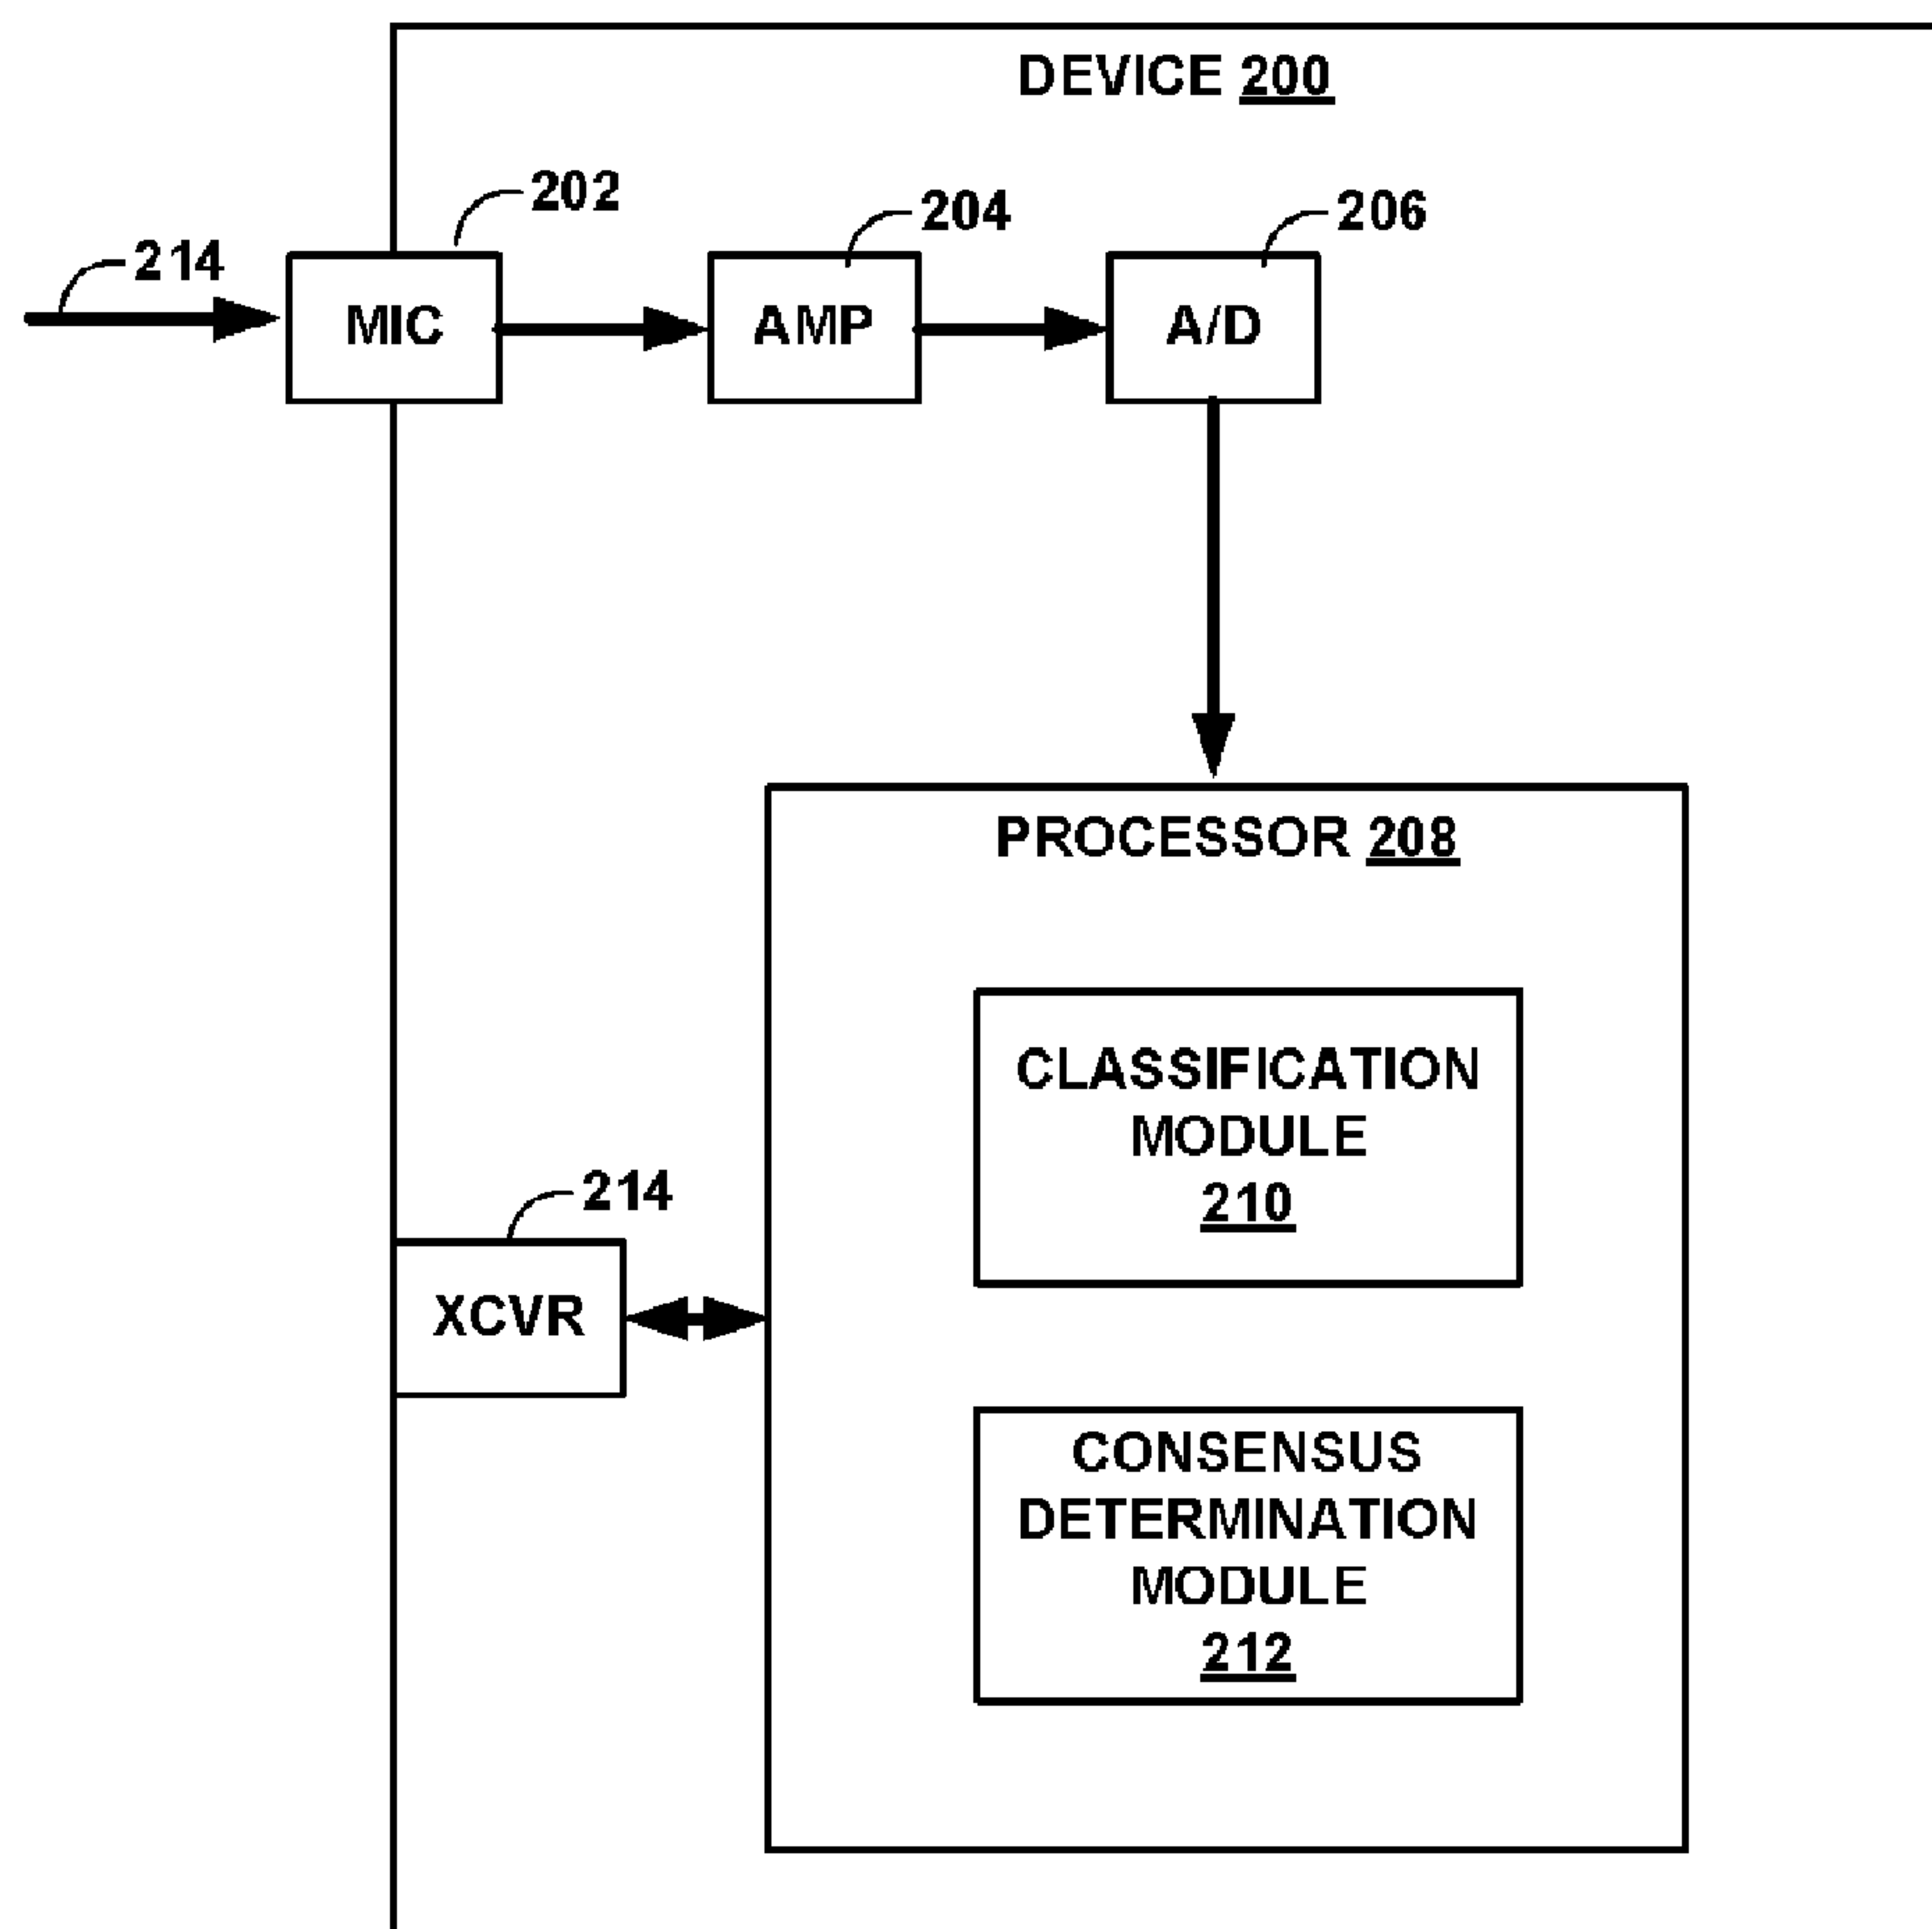 DEVICE 200
202
204
206
214
MIC
AMP
A/D
PROCESSOR 208
CLASSIFICATION
MODULE
210
214
XCVR
CONSENSUS
DETERMINATION
MODULE
212